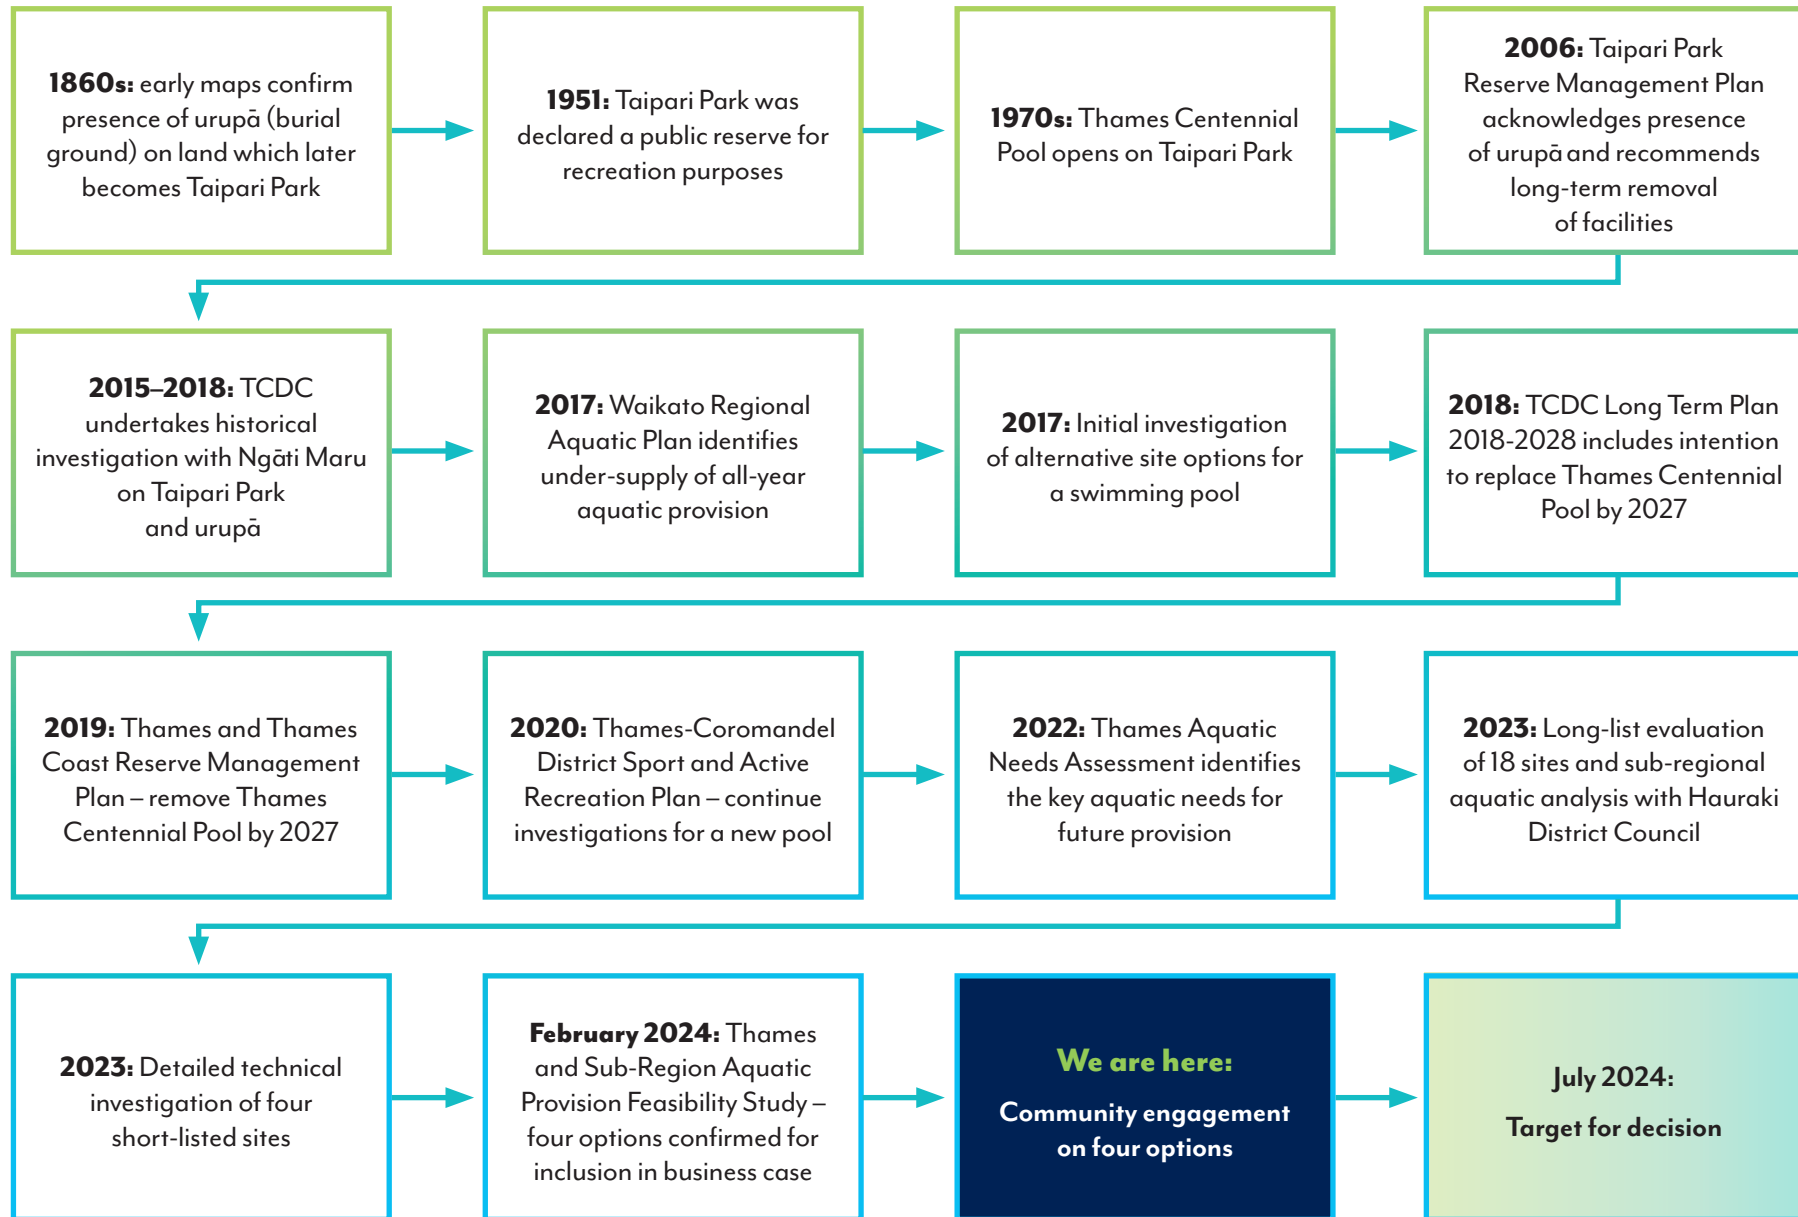 1860s: early maps confirm
presence of urupā (burial
ground) on land which later
becomes Taipari Park
1951: Taipari Park was
declared a public reserve for
recreation purposes
1970s: Thames Centennial
Pool opens on Taipari Park
2006: Taipari Park
Reserve Management Plan
acknowledges presence
of urupā and recommends
long-term removal
of facilities
2015–2018: TCDC
undertakes historical
investigation with Ngāti Maru
on Taipari Park
and urupā
2017: Waikato Regional
Aquatic Plan identifies
under-supply of all-year
aquatic provision
2017: Initial investigation
of alternative site options for
a swimming pool
2018: TCDC Long Term Plan
2018-2028 includes intention
to replace Thames Centennial
Pool by 2027
2019: Thames and Thames
Coast Reserve Management
Plan – remove Thames
Centennial Pool by 2027
2020: Thames-Coromandel
District Sport and Active
Recreation Plan – continue
investigations for a new pool
2022: Thames Aquatic
Needs Assessment identifies
the key aquatic needs for
future provision
2023: Long-list evaluation
of 18 sites and sub-regional
aquatic analysis with Hauraki
District Council
2023: Detailed technical
investigation of four
short-listed sites
February 2024: Thames
and Sub-Region Aquatic
Provision Feasibility Study –
four options confirmed for
inclusion in business case
We are here:
Community engagement
on four options
July 2024:
Target for decision